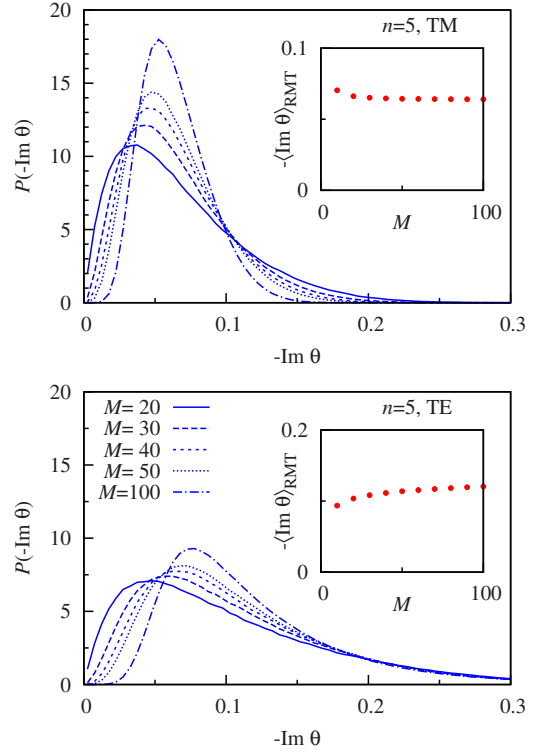 20
15
10
5
0
P(-Im θ)
0 0.1 0.2 0.3
-Im θ
n=5, TM
0.1
0
-⟨Im θ⟩RMT
0 100
M
20
15
10
5
0
P(-Im θ)
0 0.1 0.2 0.3
-Im θ
M= 20
M= 30
M= 40
M= 50
M=100
n=5, TE
0.2
0
-⟨Im θ⟩RMT
0 100
M